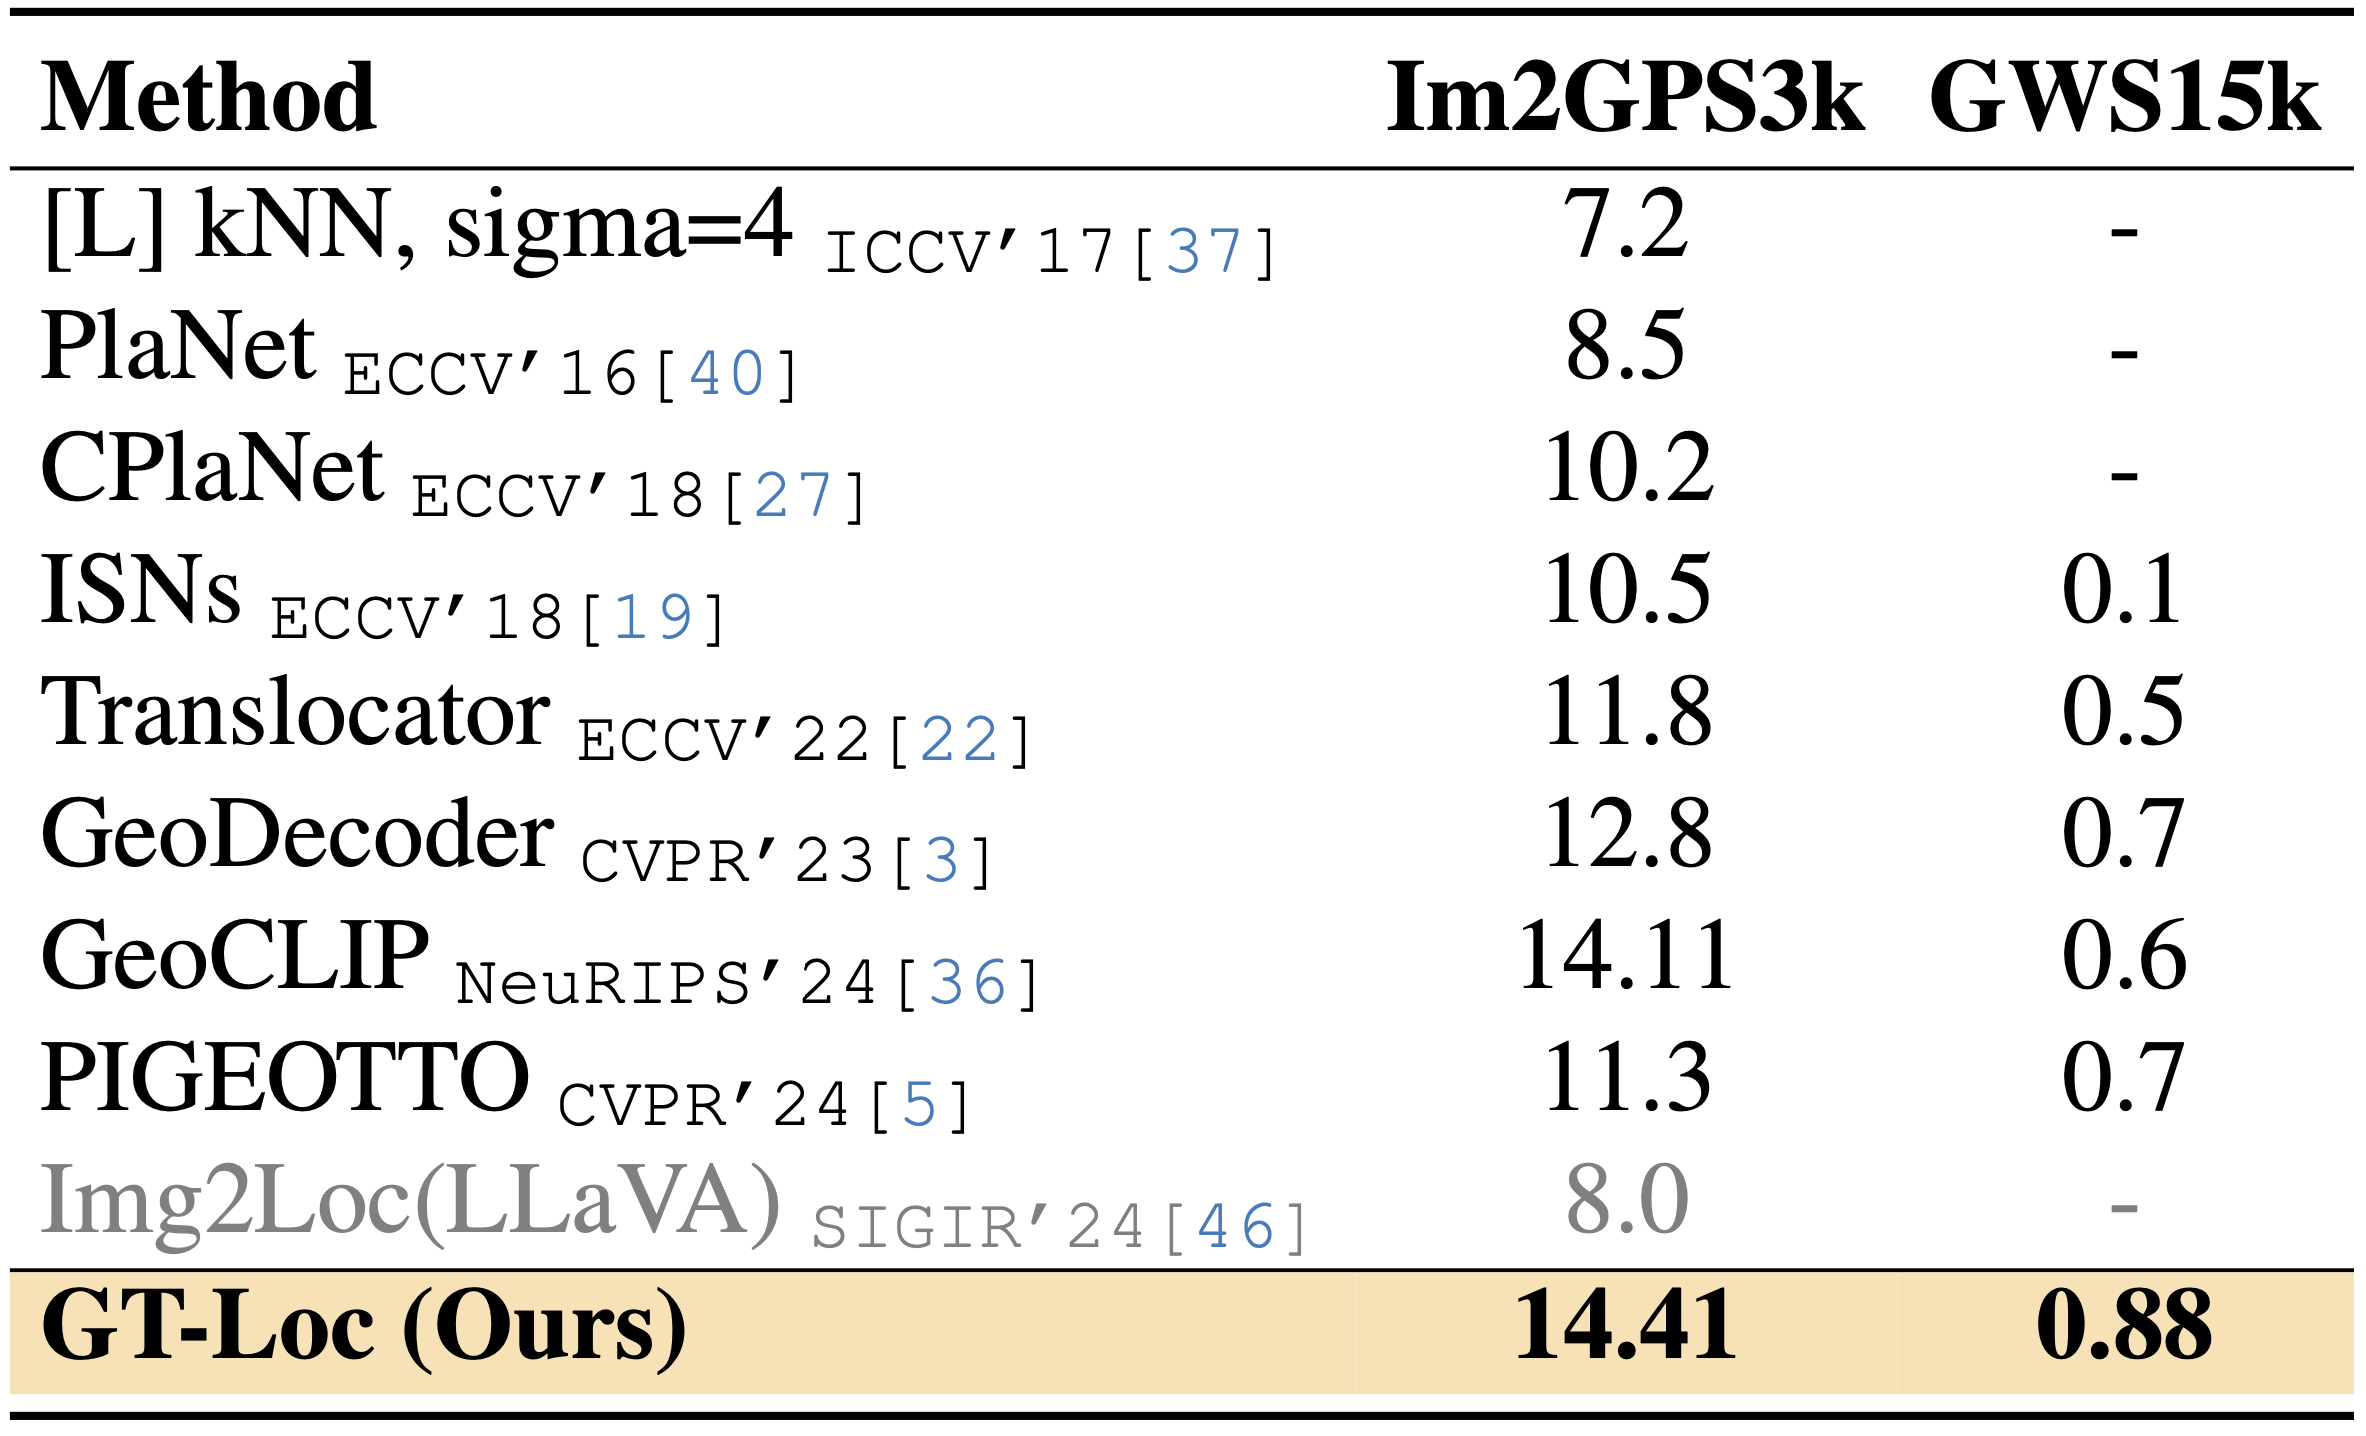 Method Im2GPS3k GWS15k
[L] kNN, sigma=4 ICCV’17[37] 7.2 -
PlaNet ECCV’16[40] 8.5 -
CPlaNet ECCV’18[27] 10.2 -
ISNs ECCV’18[19] 10.5 0.1
Translocator ECCV’22[22] 11.8 0.5
GeoDecoder CVPR’23[3] 12.8 0.7
GeoCLIP NeuRIPS’24[36] 14.11 0.6
PIGEOTTO CVPR’24[5] 11.3 0.7
Img2Loc(LLaVA) SIGIR’24[46] 8.0 -
GT-Loc (Ours) 14.41 0.88